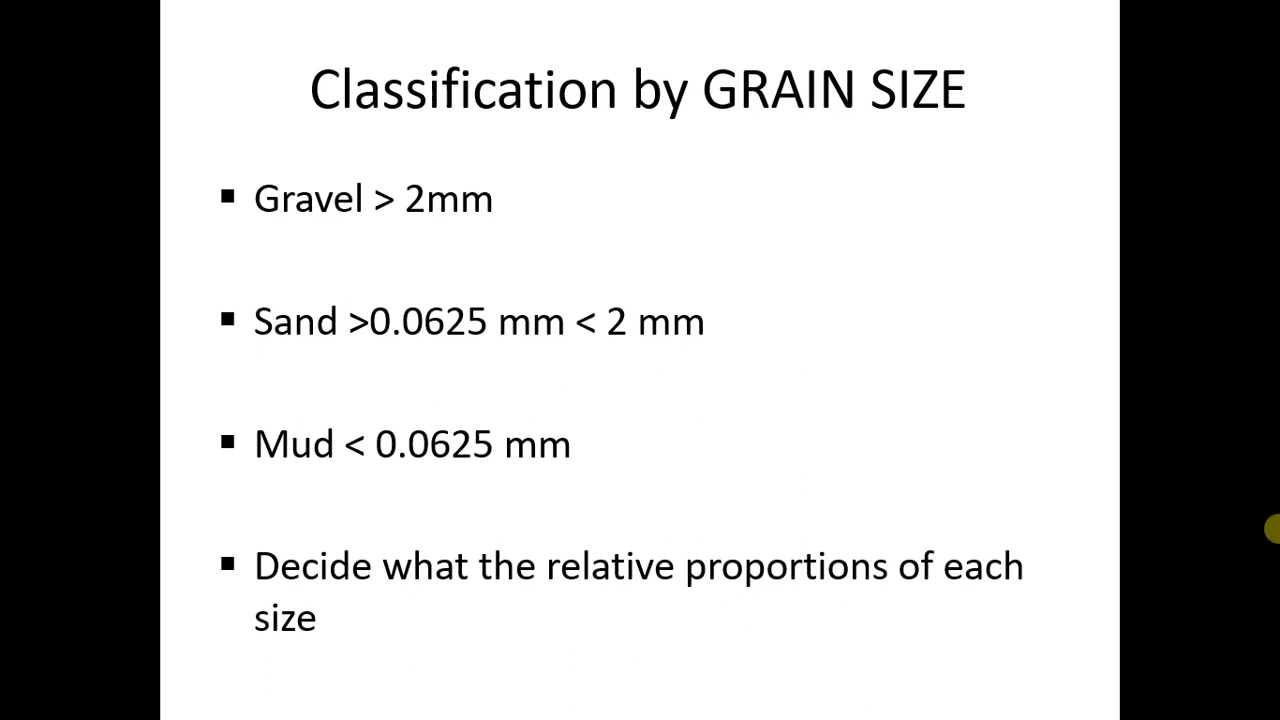 Classification by GRAIN SIZE
▪ Gravel > 2mm
▪ Sand >0.0625 mm < 2 mm
▪ Mud < 0.0625 mm
▪ Decide what the relative proportions of each
size